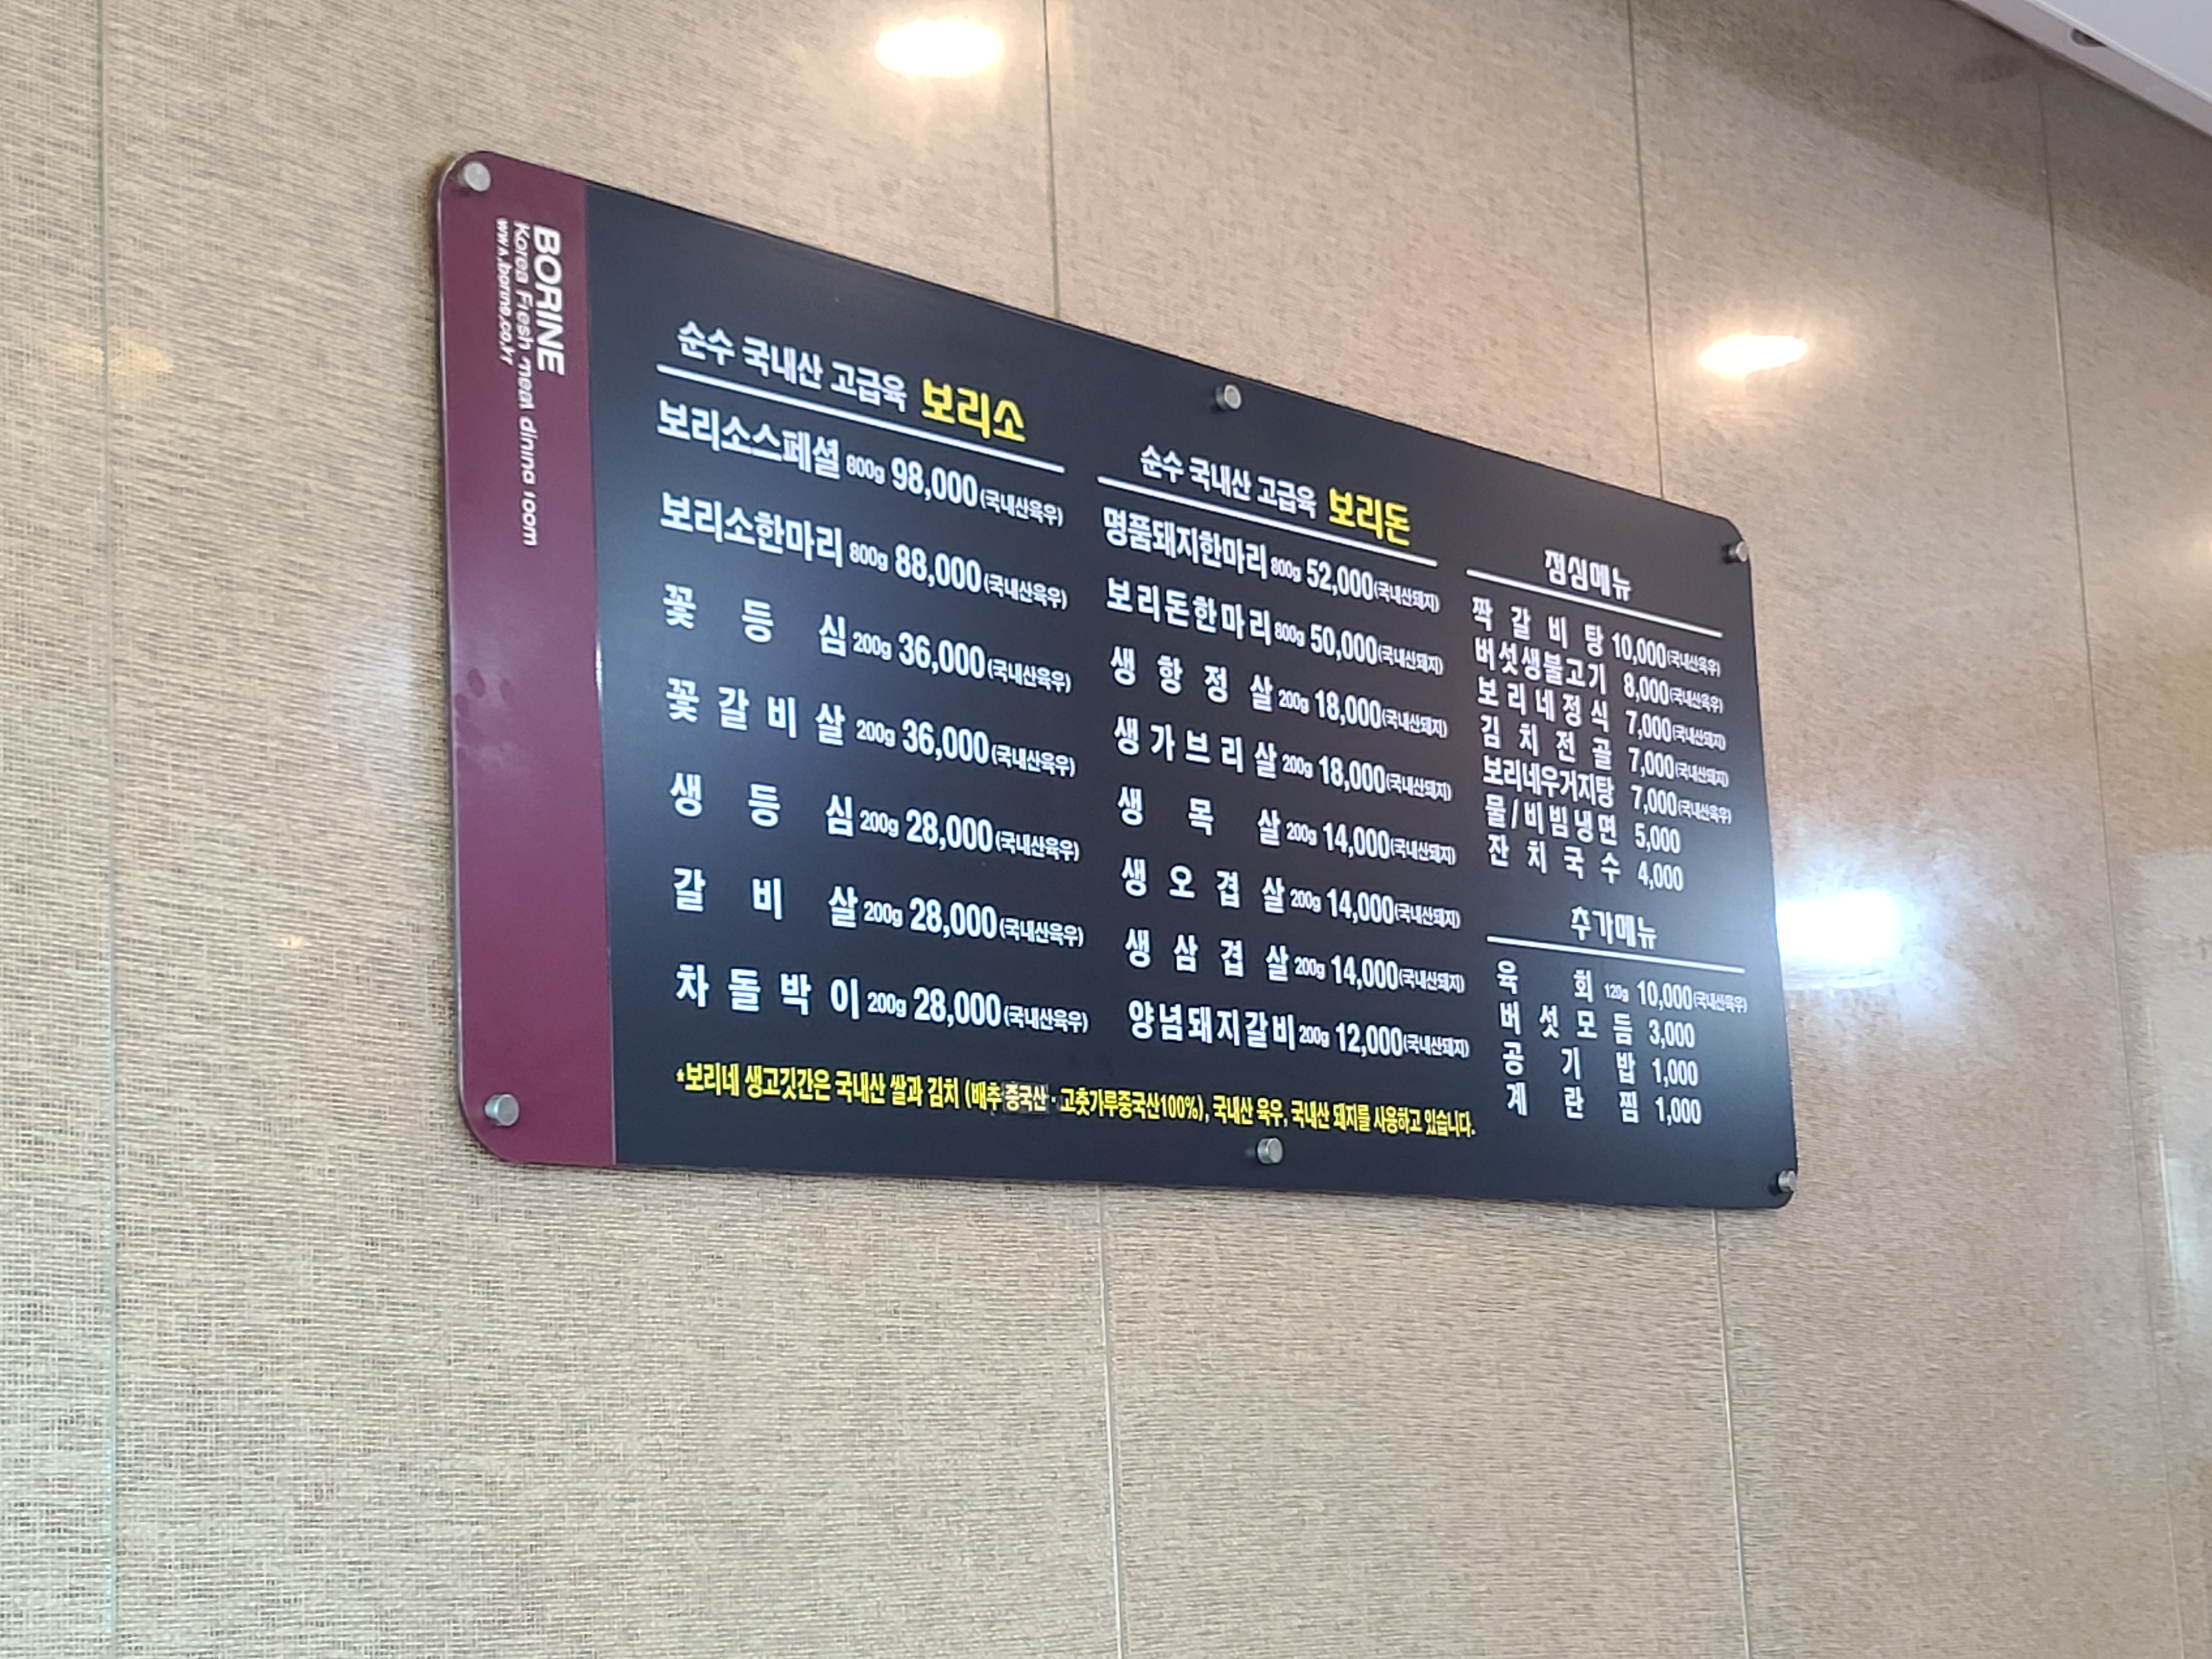 BORINE
Korea Fresh meat dining room
www.borine.co.kr
순수 국내산 고급육 보리소
보리소스페셜 800g 98,000(국내산육우)
보리소한마리 800g 88,000(국내산육우)
꽃등심 200g 36,000(국내산육우)
꽃갈비살 200g 36,000(국내산육우)
생등심 200g 28,000(국내산육우)
갈비살 200g 28,000(국내산육우)
차돌박이 200g 28,000(국내산육우)
순수 국내산 고급육 보리돈
명품돼지한마리 800g 52,000(국내산돼지)
보리돈한마리 800g 50,000(국내산돼지)
생항정살 200g 18,000(국내산돼지)
생가브리살 200g 18,000(국내산돼지)
생목살 200g 14,000(국내산돼지)
생오겹살 200g 14,000(국내산돼지)
생삼겹살 200g 14,000(국내산돼지)
양념돼지갈비 200g 12,000(국내산돼지)
점심메뉴
짝갈비탕 10,000(국내산육우)
버섯생불고기 8,000(국내산육우)
보리네정식 7,000(국내산돼지)
김치전골 7,000(국내산돼지)
보리네우거지탕 7,000(국내산육우)
물/비빔냉면 5,000
잔치국수 4,000
추가메뉴
육회 120g 10,000(국내산육우)
버섯모듬 3,000
공기밥 1,000
계란찜 1,000
*보리네 생고깃간은 국내산 쌀과 김치 (배추 중국산 · 고춧가루중국산100%), 국내산 육우, 국내산 돼지를 사용하고 있습니다.